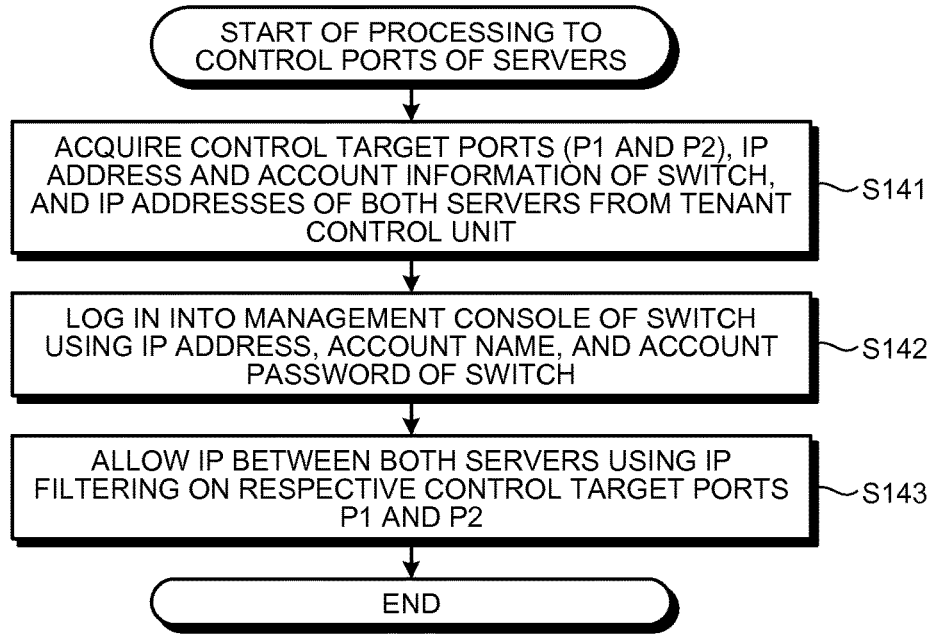 START OF PROCESSING TO
CONTROL PORTS OF SERVERS
ACQUIRE CONTROL TARGET PORTS (P1 AND P2), IP
ADDRESS AND ACCOUNT INFORMATION OF SWITCH,
AND IP ADDRESSES OF BOTH SERVERS FROM TENANT
CONTROL UNIT
S141
LOG IN INTO MANAGEMENT CONSOLE OF SWITCH
USING IP ADDRESS, ACCOUNT NAME, AND ACCOUNT
PASSWORD OF SWITCH
S142
ALLOW IP BETWEEN BOTH SERVERS USING IP
FILTERING ON RESPECTIVE CONTROL TARGET PORTS
P1 AND P2
S143
END